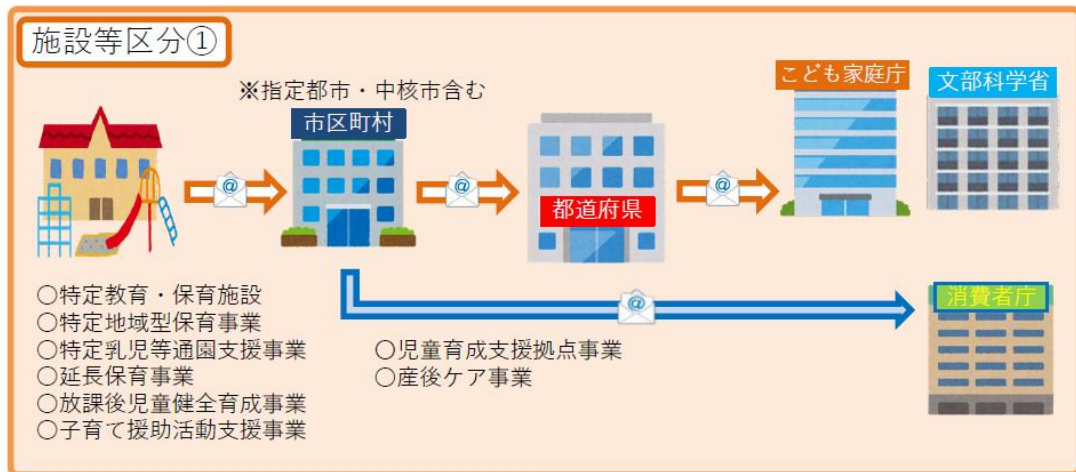 施設等区分①
※指定都市・中核市含む
市区町村
都道府県
こども家庭庁
文部科学省
@
@
@
@
消費者庁
○特定教育・保育施設
○特定地域型保育事業
○特定乳児等通園支援事業
○延長保育事業
○放課後児童健全育成事業
○子育て援助活動支援事業
○児童育成支援拠点事業
○産後ケア事業